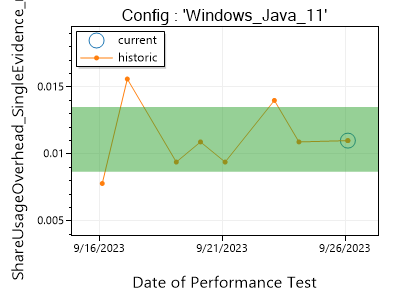 Config : 'Windows_Java_11'
current
historic
ShareUsageOverhead_SingleEvidence_
0.015
0.01
0.005
9/16/2023
9/21/2023
9/26/2023
Date of Performance Test